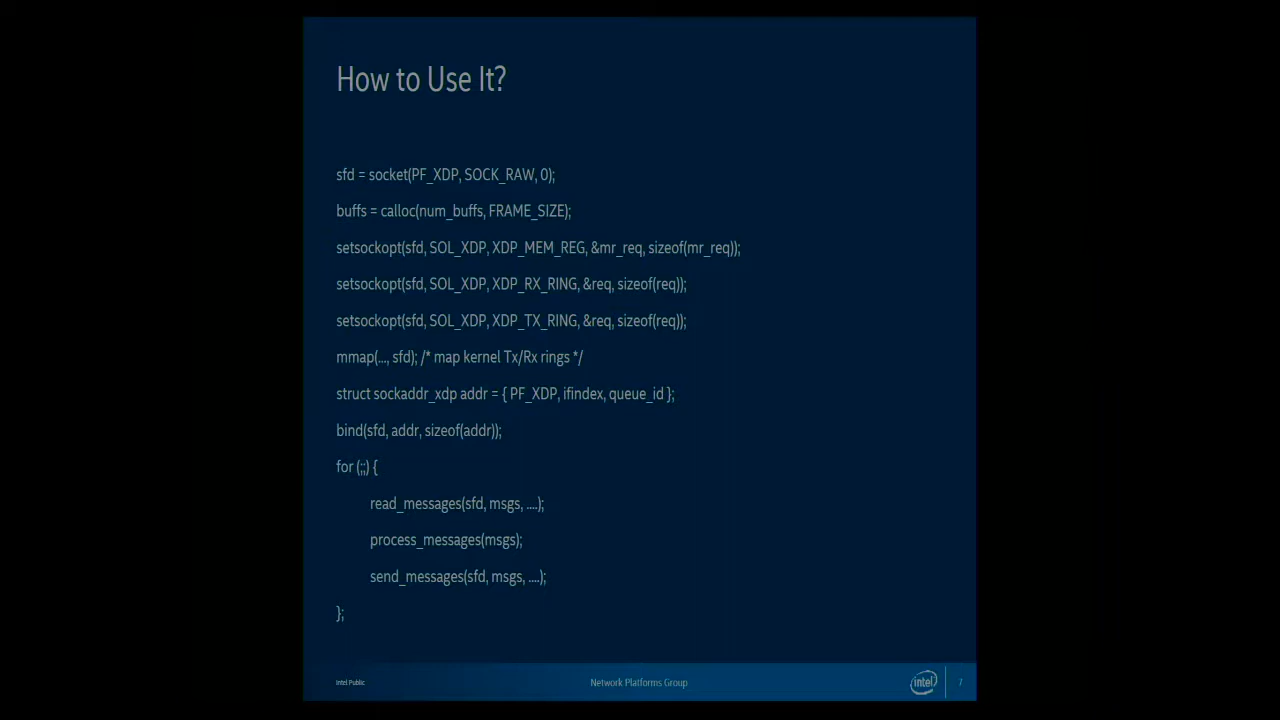 How to Use It?
sfd = socket(PF_XDP, SOCK_RAW, 0);
buffs = calloc(num_buffs, FRAME_SIZE);
setsockopt(sfd, SOL_XDP, XDP_MEM_REG, &mr_req, sizeof(mr_req));
setsockopt(sfd, SOL_XDP, XDP_RX_RING, &req, sizeof(req));
setsockopt(sfd, SOL_XDP, XDP_TX_RING, &req, sizeof(req));
mmap(..., sfd); /* map kernel Tx/Rx rings */
struct sockaddr_xdp addr = { PF_XDP, ifindex, queue_id };
bind(sfd, addr, sizeof(addr));
for (;;) {
read_messages(sfd, msgs, ....);
process_messages(msgs);
send_messages(sfd, msgs, ....);
};
Intel Public
Network Platforms Group
intel
7